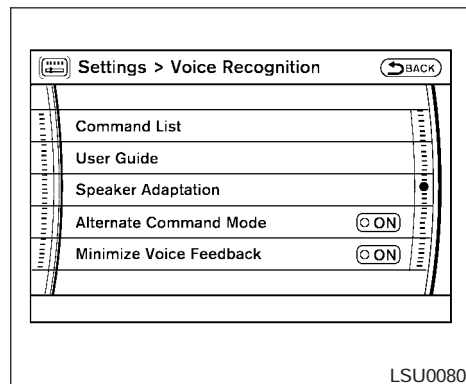 Settings > Voice Recognition BACK
Command List
User Guide
Speaker Adaptation
Alternate Command Mode ON
Minimize Voice Feedback ON
LSU0080